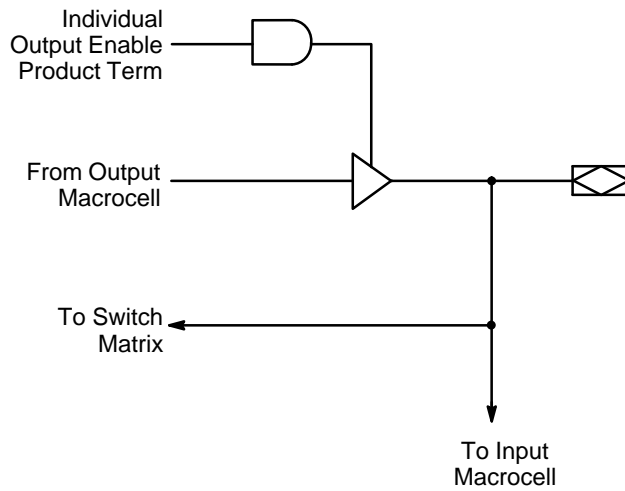 Individual
Output Enable
Product Term
From Output
Macrocell
To Switch
Matrix
To Input
Macrocell